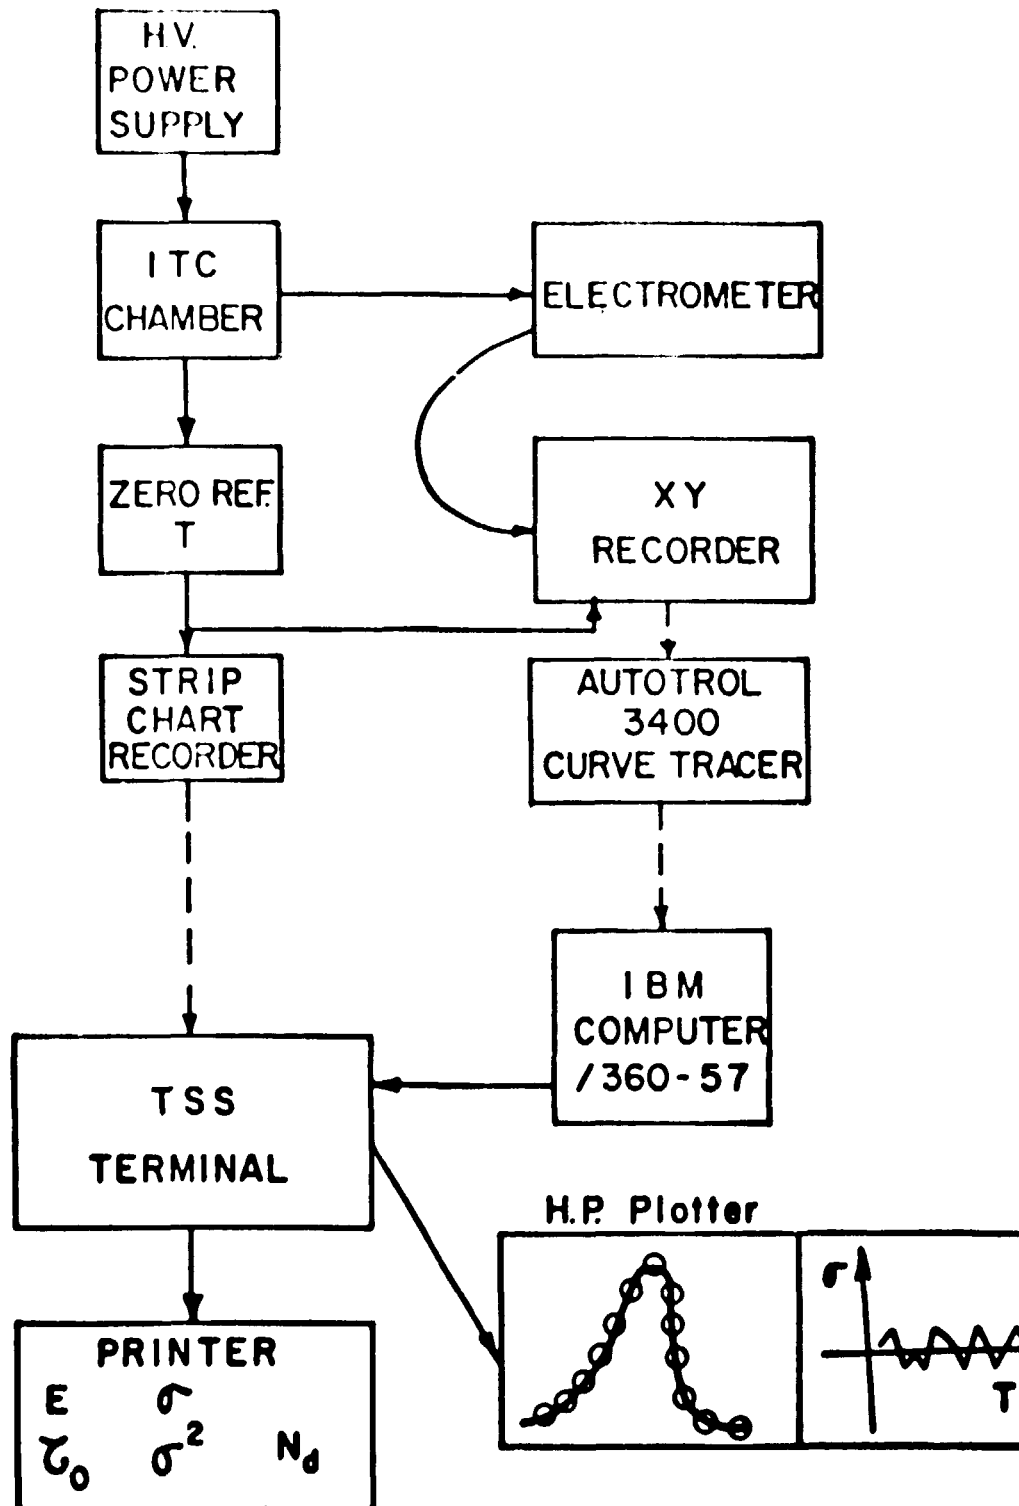 H.V.
POWER
SUPPLY
ITC
CHAMBER
ELECTROMETER
ZERO REF.
T
XY
RECORDER
STRIP
CHART
RECORDER
AUTOTROL
3400
CURVE TRACER
IBM
COMPUTER
/360-57
TSS
TERMINAL
H.P. Plotter
σ
T
PRINTER
E σ
τ₀ σ² N_d